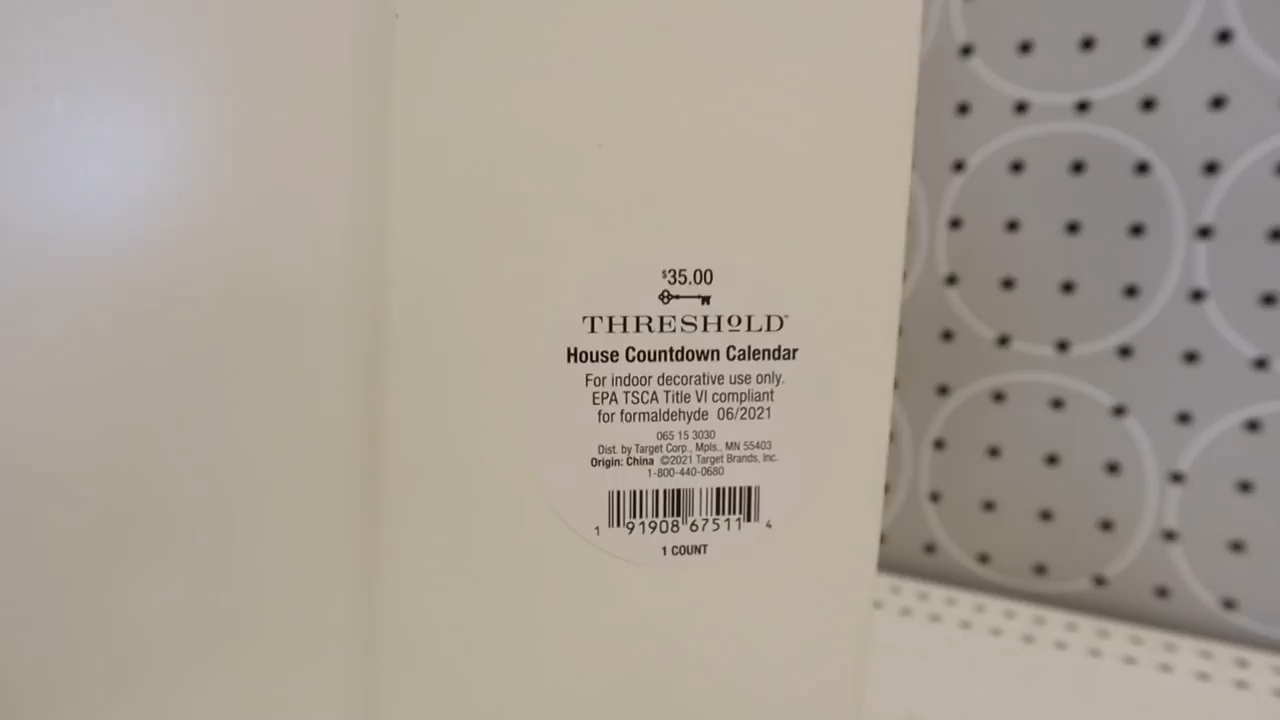 $35.00
THRESHOLD™
House Countdown Calendar
For indoor decorative use only.
EPA TSCA Title VI compliant
for formaldehyde 06/2021
065 15 3030
Dist. by Target Corp., Mpls., MN 55403
Origin: China ©2021 Target Brands, Inc.
1-800-440-0680
1 91908 67511 4
1 COUNT